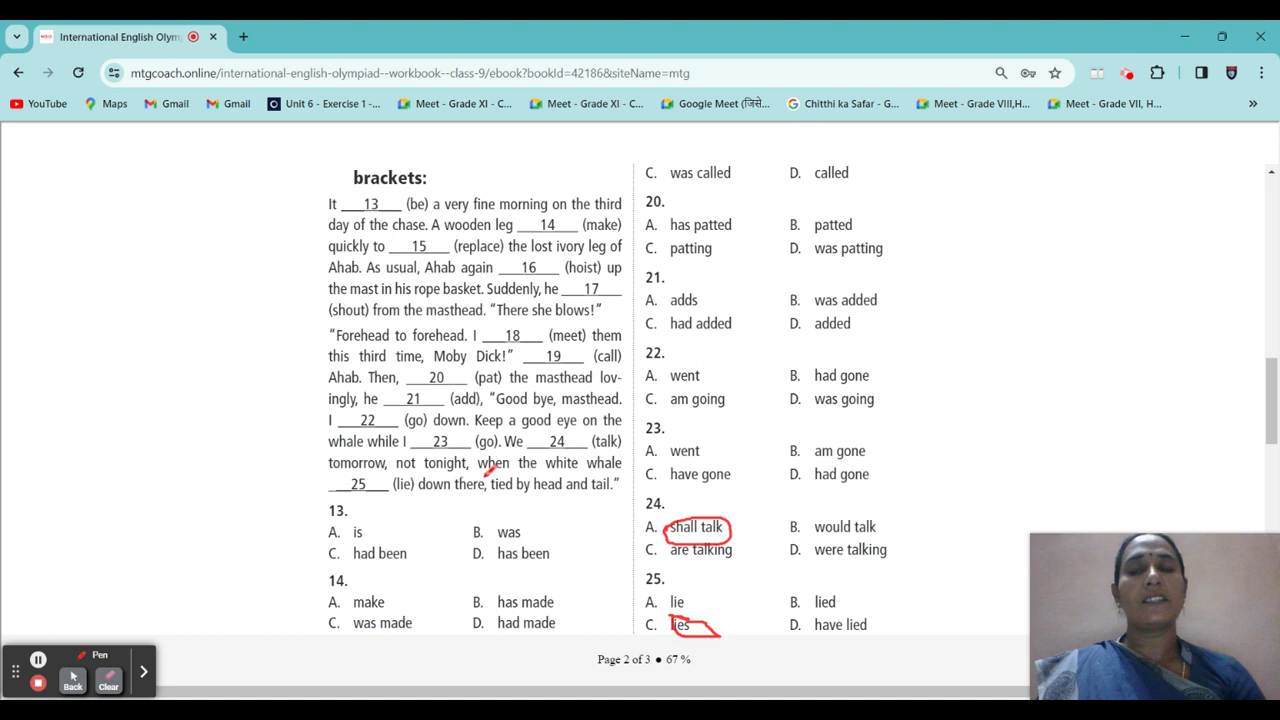 International English Olym
mtgcoach.online/international-english-olympiad--workbook--class-9/ebook?bookId=42186&siteName=mtg
YouTube
Maps
Gmail
Gmail
Unit 6 - Exercise 1 -...
Meet - Grade XI - C...
Meet - Grade XI - C...
Google Meet (जिसे...
Chitthi ka Safar - G...
Meet - Grade VIII,H...
Meet - Grade VII, H...
brackets:
It ___13___ (be) a very fine morning on the third
day of the chase. A wooden leg ___14___ (make)
quickly to ___15___ (replace) the lost ivory leg of
Ahab. As usual, Ahab again ___16___ (hoist) up
the mast in his rope basket. Suddenly, he ___17___
(shout) from the masthead. "There she blows!"
"Forehead to forehead. I ___18___ (meet) them
this third time, Moby Dick!" ___19___ (call)
Ahab. Then, ___20___ (pat) the masthead lov-
ingly, he ___21___ (add), "Good bye, masthead.
I ___22___ (go) down. Keep a good eye on the
whale while I ___23___ (go). We ___24___ (talk)
tomorrow, not tonight, when the white whale
___25___ (lie) down there, tied by head and tail."
13.
A. is B. was
C. had been D. has been
14.
A. make B. has made
C. was made D. had made
C. was called D. called
20.
A. has patted B. patted
C. patting D. was patting
21.
A. adds B. was added
C. had added D. added
22.
A. went B. had gone
C. am going D. was going
23.
A. went B. am gone
C. have gone D. had gone
24.
A. shall talk B. would talk
C. are talking D. were talking
25.
A. lie B. lied
C. lies D. have lied
Page 2 of 3 ● 67 %
Pen
Back
Clear